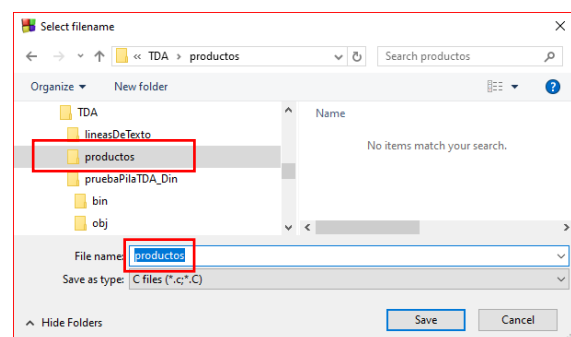 Select filename
« TDA › productos
Search productos
Organize
New folder
TDA
lineasDeTexto
productos
pruebaPilaTDA_Din
bin
obj
Name
No items match your search.
File name: productos
Save as type: C files (*.c;*.C)
Hide Folders
Save
Cancel